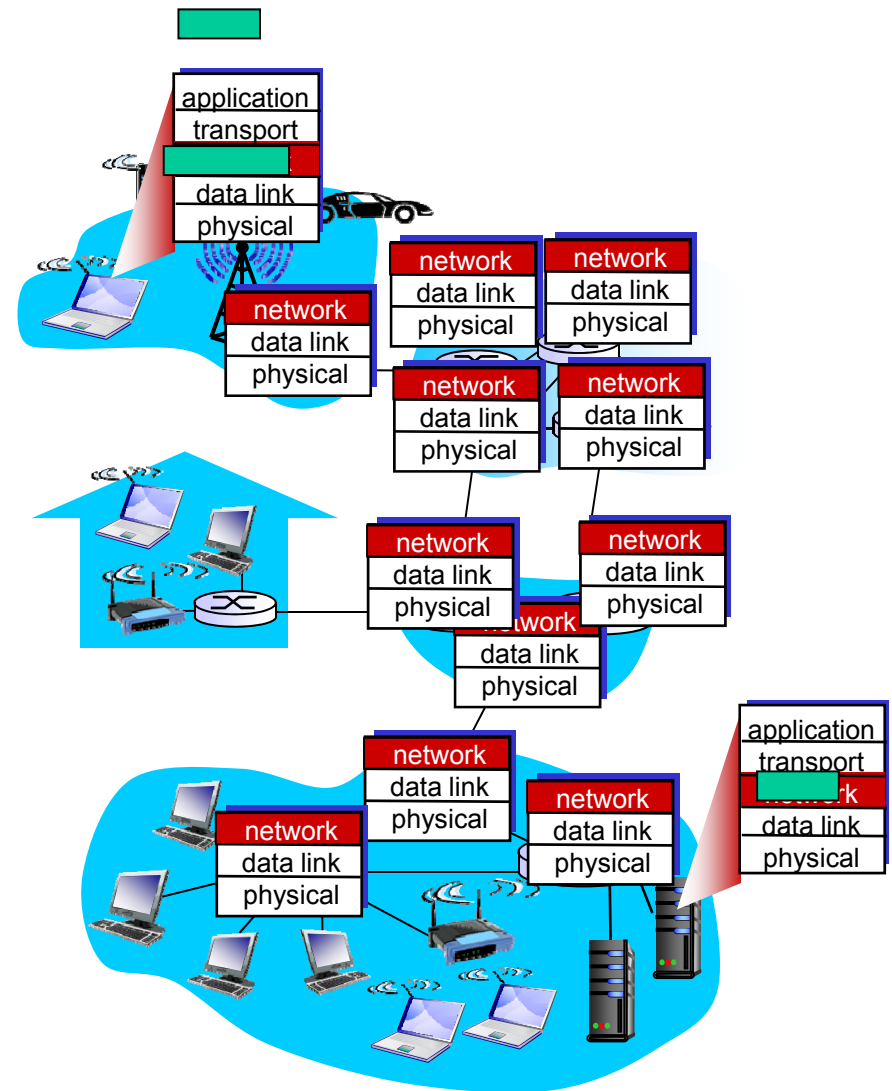 application
transport
data link
physical
network
data link
physical
network
data link
physical
network
data link
physical
network
data link
physical
network
data link
physical
network
data link
physical
network
data link
physical
network
data link
physical
network
data link
physical
application
transport
network
data link
physical
network
data link
physical
network
data link
physical